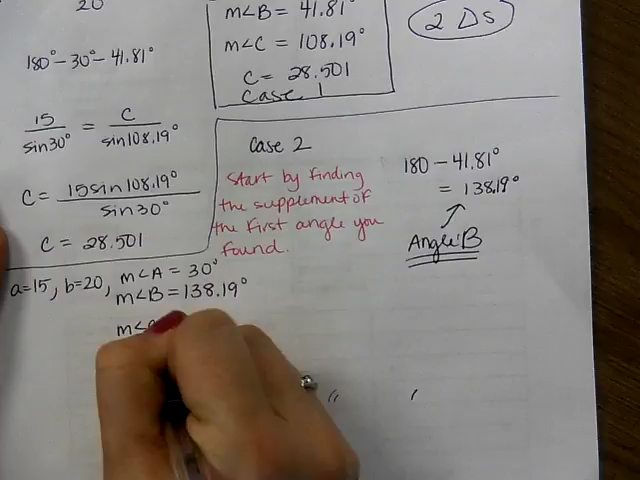 20
180° - 30° - 41.81°
15/sin30° = C/sin108.19°
C = 15sin108.19°/sin30°
C = 28.501
m∠B = 41.81°
m∠C = 108.19°
C = 28.501
Case 1
2 Δs
Case 2
Start by finding
the supplement of
the first angle you
found.
180 - 41.81°
= 138.19°
Angle B
a=15, b=20, m∠A = 30°
m∠B = 138.19°
m∠